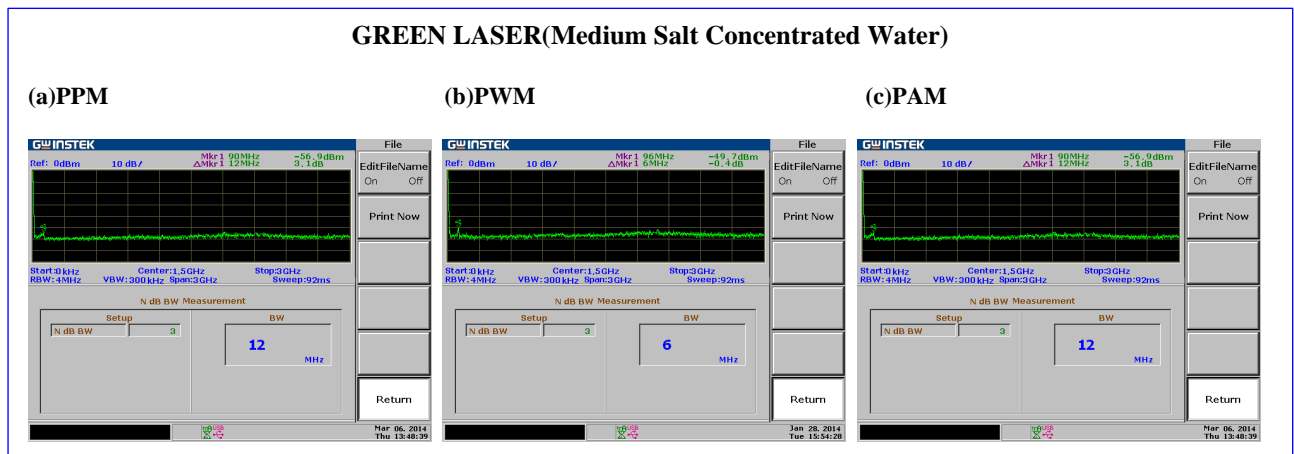 GREEN LASER(Medium Salt Concentrated Water)
(a)PPM
(b)PWM
(c)PAM
GWINSTEK
File
Ref: 0dBm 10 dB/ Mkr1 90MHz -56.9dBm
ΔMkr1 12MHz 3.1dB
EditFileName
On Off
Print Now
Start:0kHz Center:1.5GHz Stop:3GHz
RBW:4MHz VBW:300kHz Span:3GHz Sweep:92ms
N dB BW Measurement
Setup
BW
N dB BW 3
12
MHz
Return
USB
Mar 06. 2014
Thu 13:48:39
GWINSTEK
File
Ref: 0dBm 10 dB/ Mkr1 96MHz -49.7dBm
ΔMkr1 6MHz -0.4dB
EditFileName
On Off
Print Now
Start:0kHz Center:1.5GHz Stop:3GHz
RBW:4MHz VBW:300kHz Span:3GHz Sweep:92ms
N dB BW Measurement
Setup
BW
N dB BW 3
6
MHz
Return
USB
Jan 28. 2014
Tue 15:54:28
GWINSTEK
File
Ref: 0dBm 10 dB/ Mkr1 90MHz -56.9dBm
ΔMkr1 12MHz 3.1dB
EditFileName
On Off
Print Now
Start:0kHz Center:1.5GHz Stop:3GHz
RBW:4MHz VBW:300kHz Span:3GHz Sweep:92ms
N dB BW Measurement
Setup
BW
N dB BW 3
12
MHz
Return
USB
Mar 06. 2014
Thu 13:48:39